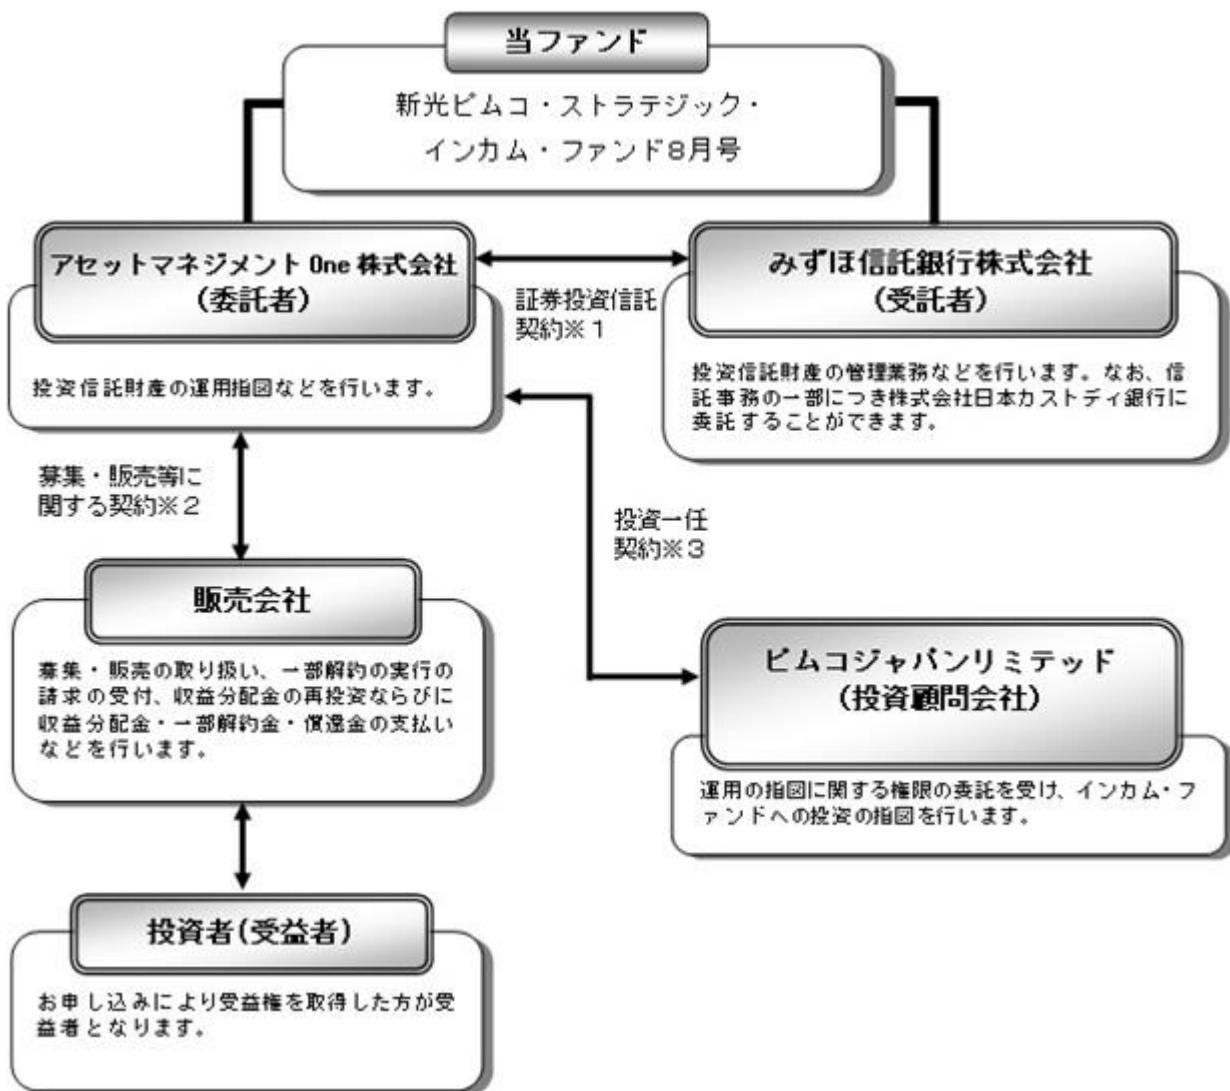 当ファンド
新光ピムコ・ストラテジック・
インカム・ファンド8月号
アセットマネジメント One 株式会社
(委託者)
投資信託財産の運用指図などを行います。
証券投資信託
契約※1
みずほ信託銀行株式会社
(受託者)
投資信託財産の管理業務などを行います。なお、信
託事務の一部につき株式会社日本カストディ銀行に
委託することができます。
募集・販売等に
関する契約※2
投資一任
契約※3
販売会社
募集・販売の取り扱い、一部解約の実行の
請求の受付、収益分配金の再投資ならびに
収益分配金・一部解約金・償還金の支払い
などを行います。
ピムコジャパンリミテッド
(投資顧問会社)
運用の指図に関する権限の委託を受け、インカム・フ
ァンドへの投資の指図を行います。
投資者(受益者)
お申し込みにより受益権を取得した方が受
益者となります。